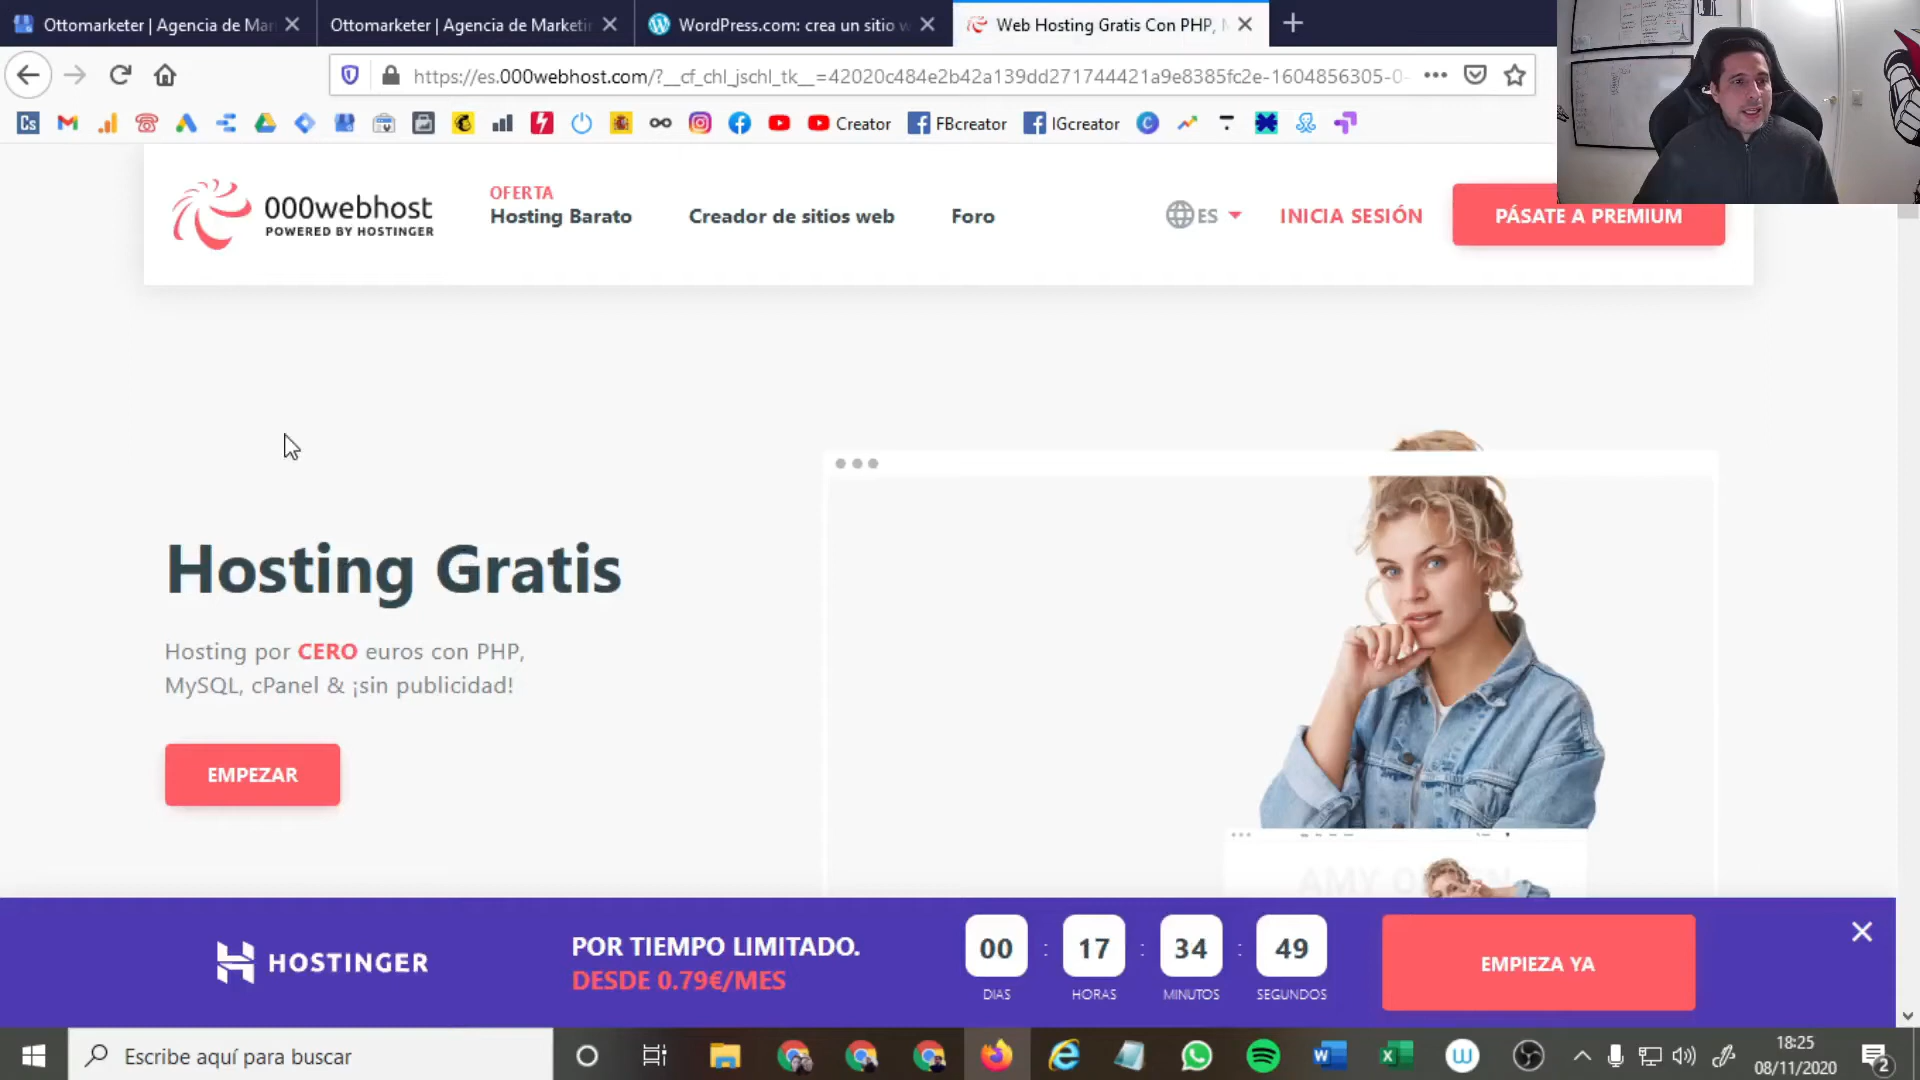 Ottomarketer | Agencia de Mar
Ottomarketer | Agencia de Marketin
WordPress.com: crea un sitio w
Web Hosting Gratis Con PHP, M
https://es.000webhost.com/?__cf_chl_jschl_tk__=42020c484e2b42a139dd271744421a9e8385fc2e-1604856305-0-
Cs
Creator
FBcreator
IGcreator
000webhost
POWERED BY HOSTINGER
OFERTA
Hosting Barato
Creador de sitios web
Foro
ES
INICIA SESIÓN
PÁSATE A PREMIUM
Hosting Gratis
Hosting por CERO euros con PHP,
MySQL, cPanel & ¡sin publicidad!
EMPEZAR
HOSTINGER
POR TIEMPO LIMITADO.
DESDE 0.79€/MES
00 : 17 : 34 : 49
DIAS HORAS MINUTOS SEGUNDOS
EMPIEZA YA
Escribe aquí para buscar
18:25
08/11/2020
2